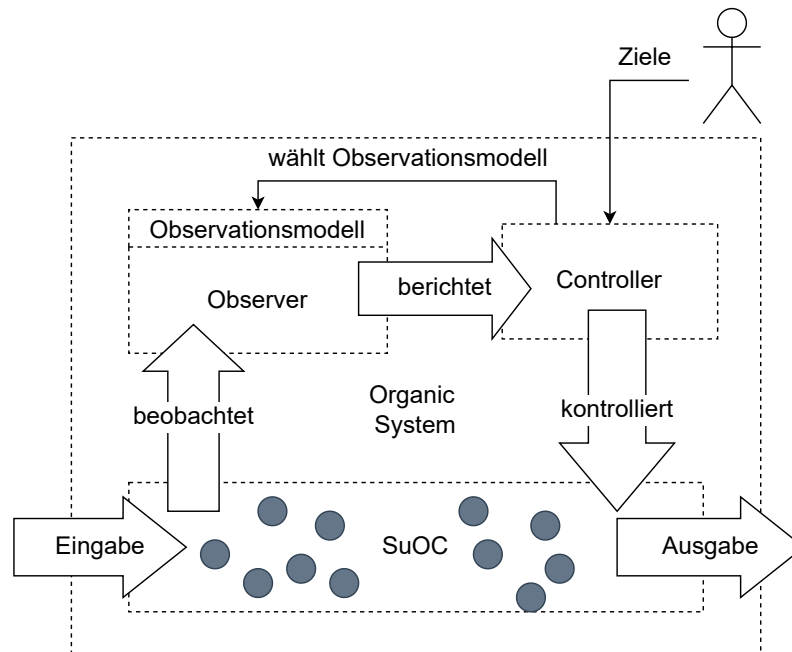 Ziele
wählt Observationsmodell
Observationsmodell
Observer
berichtet
Controller
Organic
System
beobachtet
kontrolliert
Eingabe
SuOC
Ausgabe